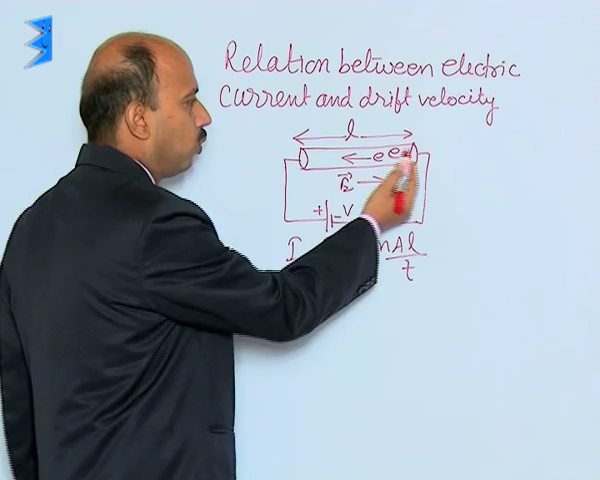 Relation between electric
current and drift velocity
l
← e e
E
+ V
I nAl
t